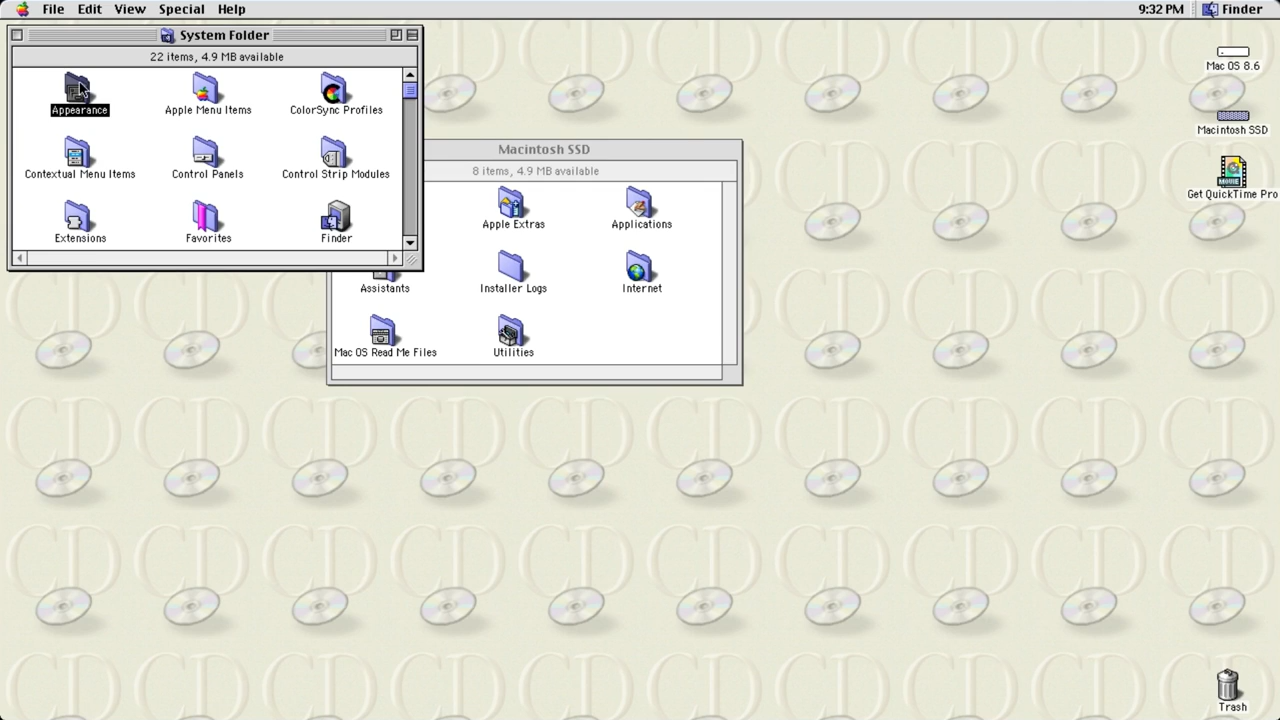 File Edit View Special Help 9:32 PM Finder
System Folder
22 items, 4.9 MB available
Appearance Apple Menu Items ColorSync Profiles
Contextual Menu Items Control Panels Control Strip Modules
Extensions Favorites Finder
Macintosh SSD
8 items, 4.9 MB available
Apple Extras Applications
Assistants Installer Logs Internet
Mac OS Read Me Files Utilities
Mac OS 8.6
Macintosh SSD
MOVIE
Get QuickTime Pro
Trash
CD